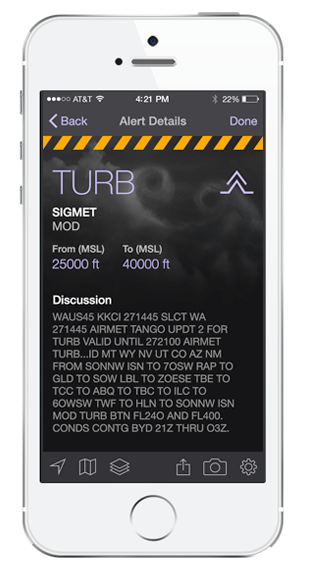 AT&T 4:21 PM 22%
Back Alert Details Done
TURB
SIGMET
MOD
From (MSL) To (MSL)
25000 ft 40000 ft
Discussion
WAUS45 KKCI 271445 SLCT WA
271445 AIRMET TANGO UPDT 2 FOR
TURB VALID UNTIL 272100 AIRMET
TURB...ID MT WY NV UT CO AZ NM
FROM SONNW ISN TO 7OSW RAP TO
GLD TO SOW LBL TO ZOESE TBE TO
TCC TO ABQ TO TBC TO ILC TO
6OWSW TWF TO HLN TO SONNW ISN
MOD TURB BTN FL24O AND FL400.
CONDS CONTG BYD 21Z THRU O3Z.